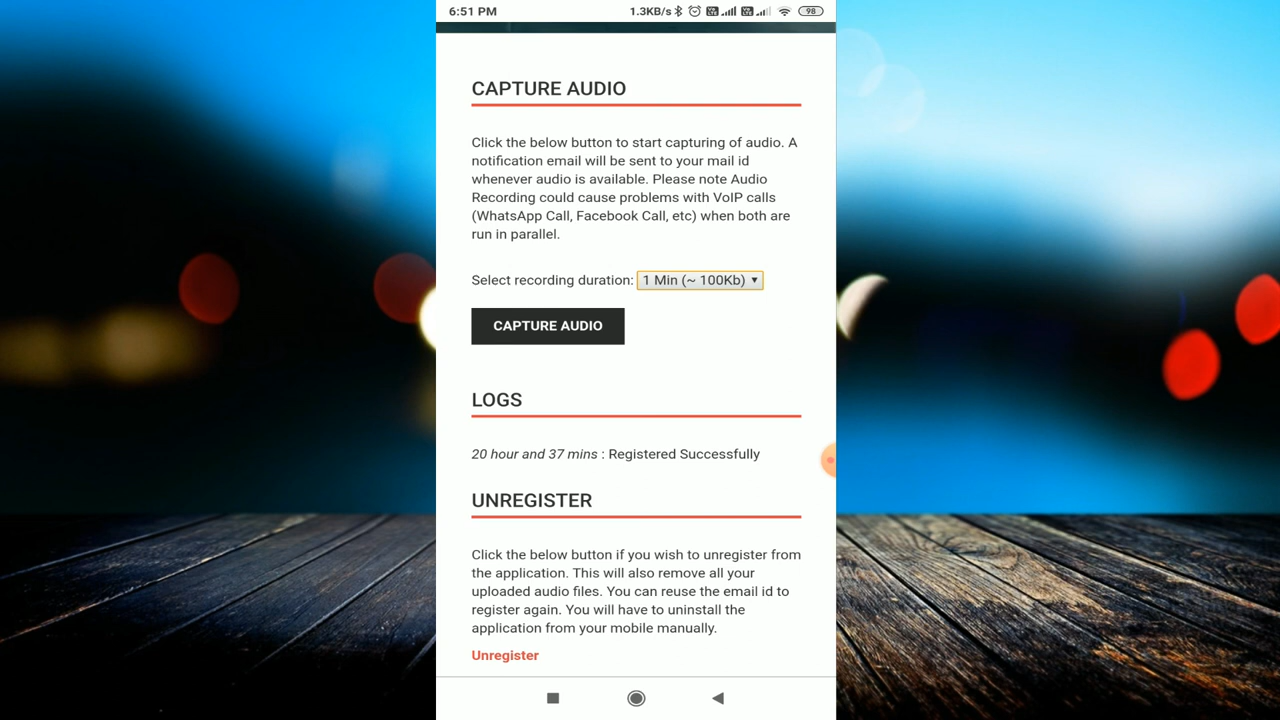 6:51 PM 1.3KB/s 98
CAPTURE AUDIO
Click the below button to start capturing of audio. A
notification email will be sent to your mail id
whenever audio is available. Please note Audio
Recording could cause problems with VoIP calls
(WhatsApp Call, Facebook Call, etc) when both are
run in parallel.
Select recording duration: 1 Min (~ 100Kb)
CAPTURE AUDIO
LOGS
20 hour and 37 mins : Registered Successfully
UNREGISTER
Click the below button if you wish to unregister from
the application. This will also remove all your
uploaded audio files. You can reuse the email id to
register again. You will have to uninstall the
application from your mobile manually.
Unregister